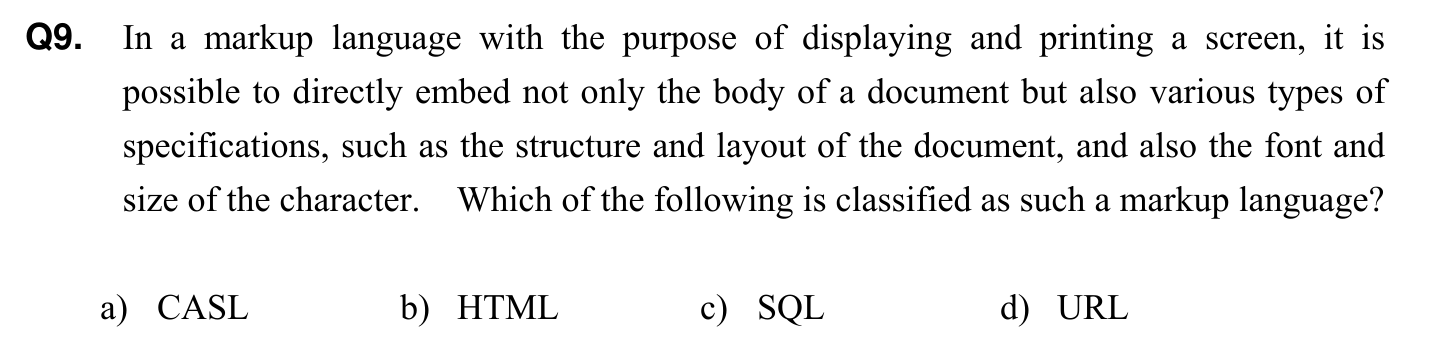 Q9. In a markup language with the purpose of displaying and printing a screen, it is
possible to directly embed not only the body of a document but also various types of
specifications, such as the structure and layout of the document, and also the font and
size of the character. Which of the following is classified as such a markup language?
a) CASL b) HTML c) SQL d) URL